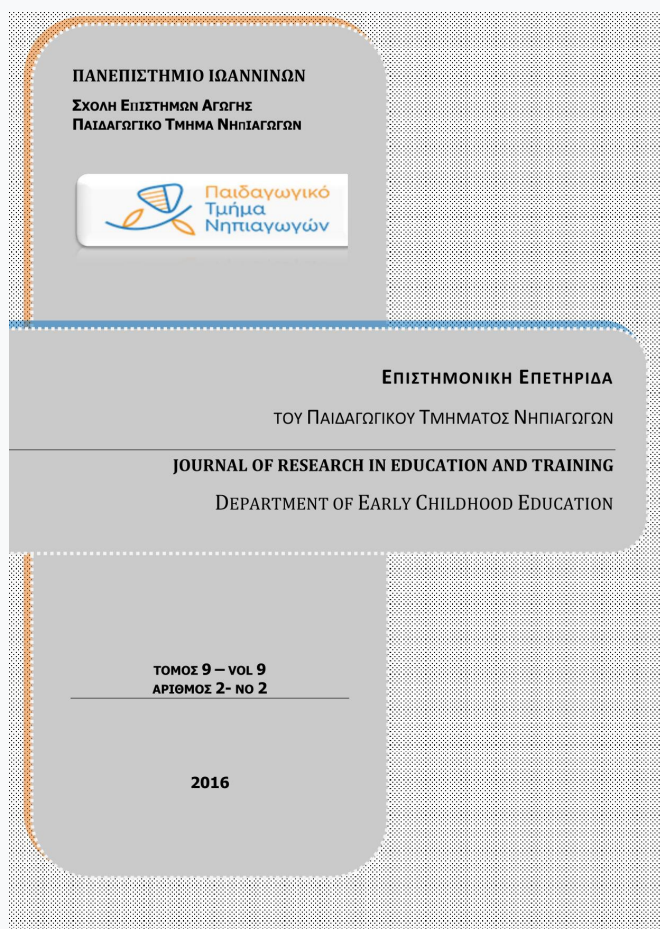 ΠΑΝΕΠΙΣΤΗΜΙΟ ΙΩΑΝΝΙΝΩΝ
ΣΧΟΛΗ ΕΠΙΣΤΗΜΩΝ ΑΓΩΓΗΣ
ΠΑΙΔΑΓΩΓΙΚΟ ΤΜΗΜΑ ΝΗΠΙΑΓΩΓΩΝ
Παιδαγωγικό
Τμήμα
Νηπιαγωγών
ΕΠΙΣΤΗΜΟΝΙΚΗ ΕΠΕΤΗΡΙΔΑ
ΤΟΥ ΠΑΙΔΑΓΩΓΙΚΟΥ ΤΜΗΜΑΤΟΣ ΝΗΠΙΑΓΩΓΩΝ
JOURNAL OF RESEARCH IN EDUCATION AND TRAINING
DEPARTMENT OF EARLY CHILDHOOD EDUCATION
ΤΟΜΟΣ 9 – VOL 9
ΑΡΙΘΜΟΣ 2- NO 2
2016